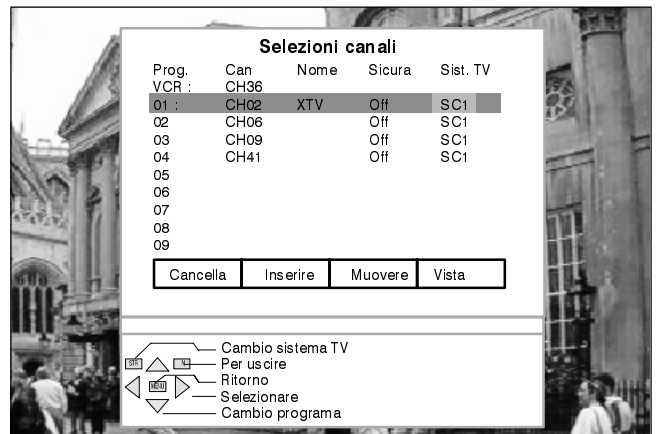 Selezioni canali
Prog. Can Nome Sicura Sist. TV
VCR : CH36
01 : CH02 XTV Off SC1
02 CH06 Off SC1
03 CH09 Off SC1
04 CH41 Off SC1
05
06
07
08
09
Cancella Inserire Muovere Vista
Cambio sistema TV
STR N Per uscire
MENU Ritorno
Selezionare
Cambio programa